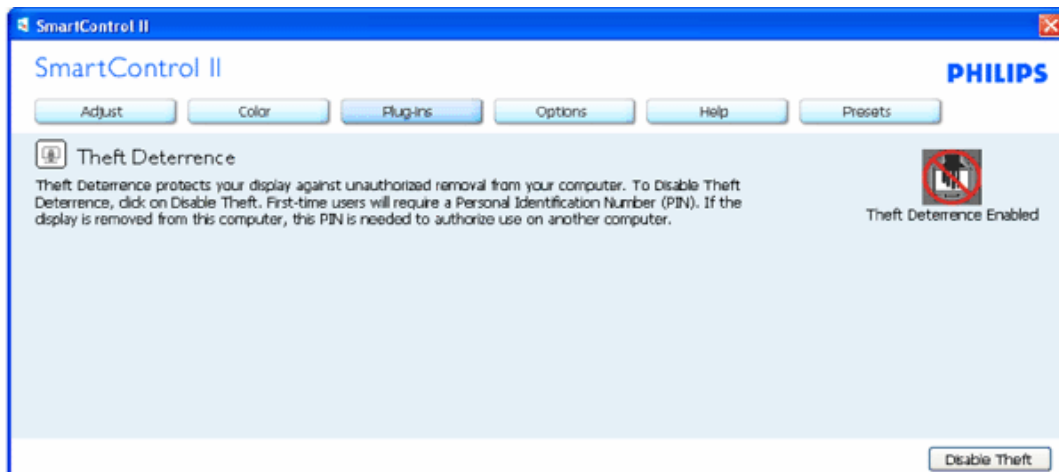 SmartControl II
SmartControl II
PHILIPS
Adjust
Color
Plug-Ins
Options
Help
Presets
Theft Deterrence
Theft Deterrence protects your display against unauthorized removal from your computer. To Disable Theft
Deterrence, click on Disable Theft. First-time users will require a Personal Identification Number (PIN). If the
display is removed from this computer, this PIN is needed to authorize use on another computer.
Theft Deterrence Enabled
Disable Theft